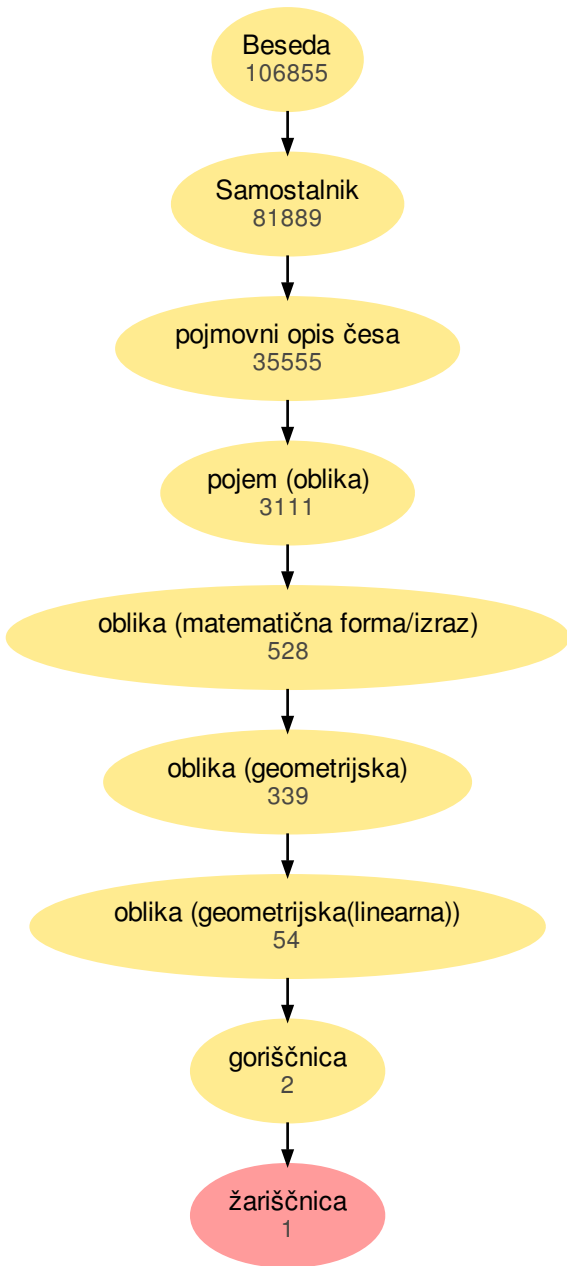 Beseda
106855
Samostalnik
81889
pojmovni opis česa
35555
pojem (oblika)
3111
oblika (matematična forma/izraz)
528
oblika (geometrijska)
339
oblika (geometrijska(linearna))
54
goriščnica
2
žariščnica
1